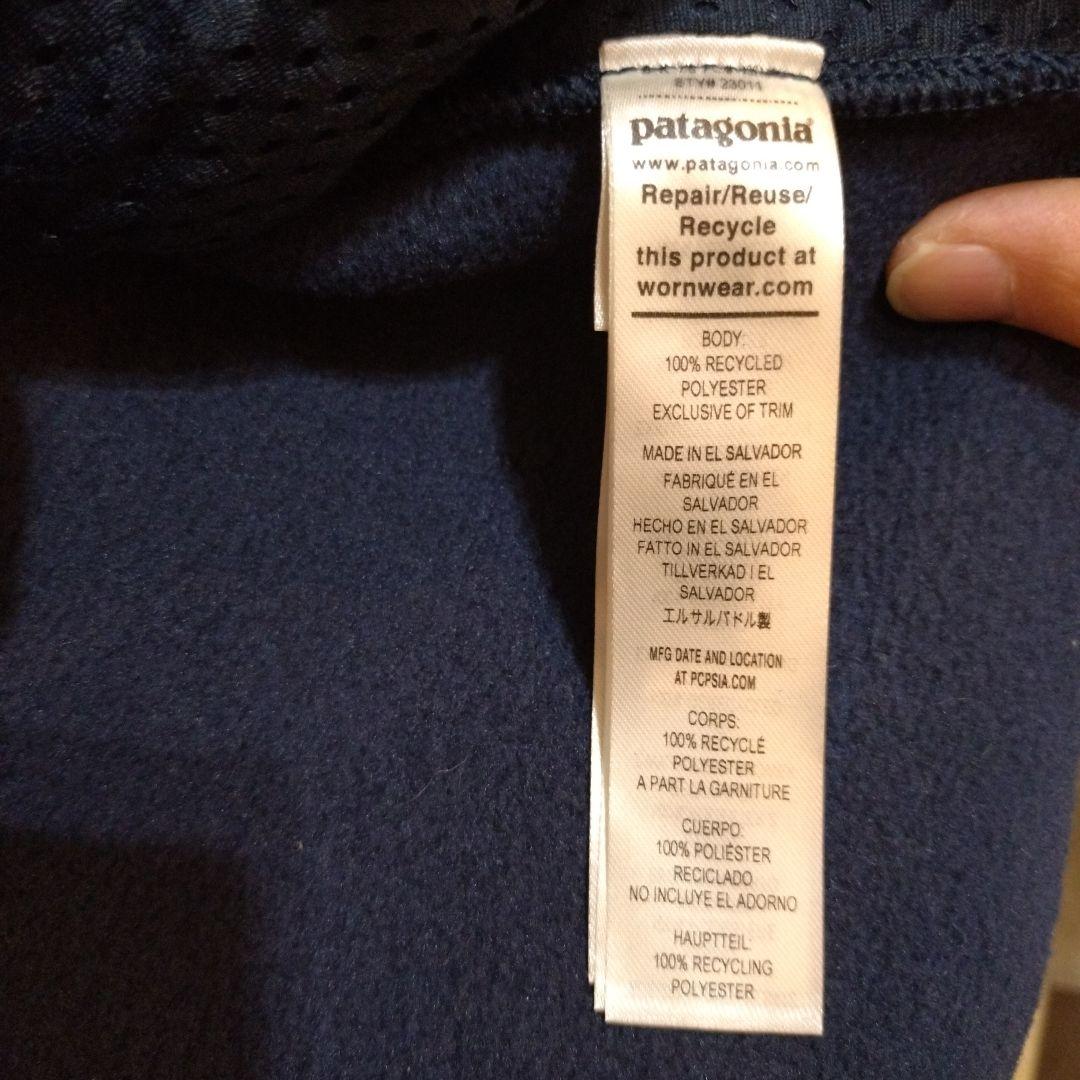 STY# 23011
patagonia
www.patagonia.com
Repair/Reuse/
Recycle
this product at
wornwear.com
BODY:
100% RECYCLED
POLYESTER
EXCLUSIVE OF TRIM
MADE IN EL SALVADOR
FABRIQUÉ EN EL
SALVADOR
HECHO EN EL SALVADOR
FATTO IN EL SALVADOR
TILLVERKAD I EL
SALVADOR
エルサルバドル製
MFG DATE AND LOCATION
AT PCPSIA.COM
CORPS:
100% RECYCLÉ
POLYESTER
A PART LA GARNITURE
CUERPO:
100% POLIÉSTER
RECICLADO
NO INCLUYE EL ADORNO
HAUPTTEIL:
100% RECYCLING
POLYESTER